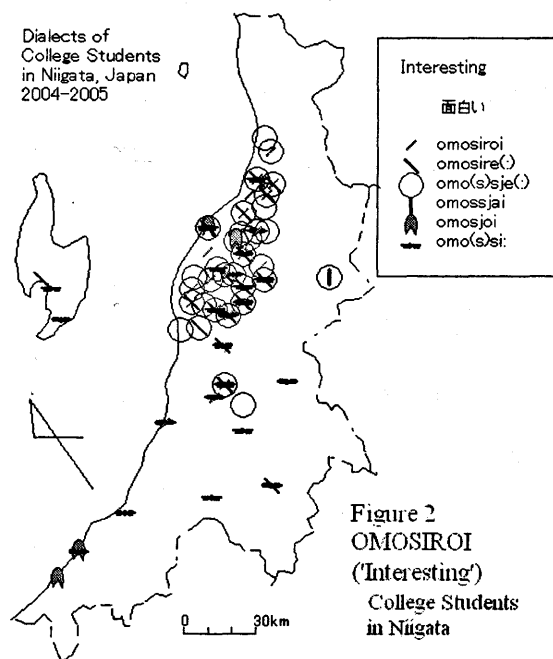 Dialects of
College Students
in Niigata, Japan
2004-2005
Interesting
面白い
omosiroi
omosire(:)
omo(s)sje(:)
omossjai
omosjoi
omo(s)si:
Figure 2
OMOSIROI
('Interesting')
College Students
in Niigata
0 30km